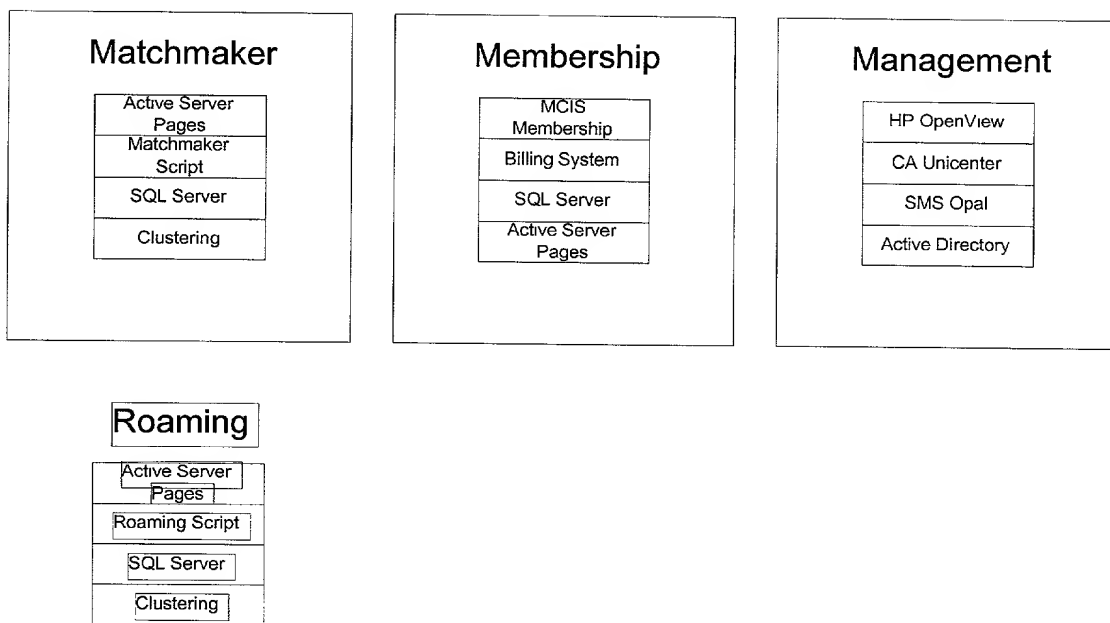 Matchmaker
Active Server
Pages
Matchmaker
Script
SQL Server
Clustering
Membership
MCIS
Membership
Billing System
SQL Server
Active Server
Pages
Management
HP OpenView
CA Unicenter
SMS Opal
Active Directory
Roaming
Active Server
Pages
Roaming Script
SQL Server
Clustering